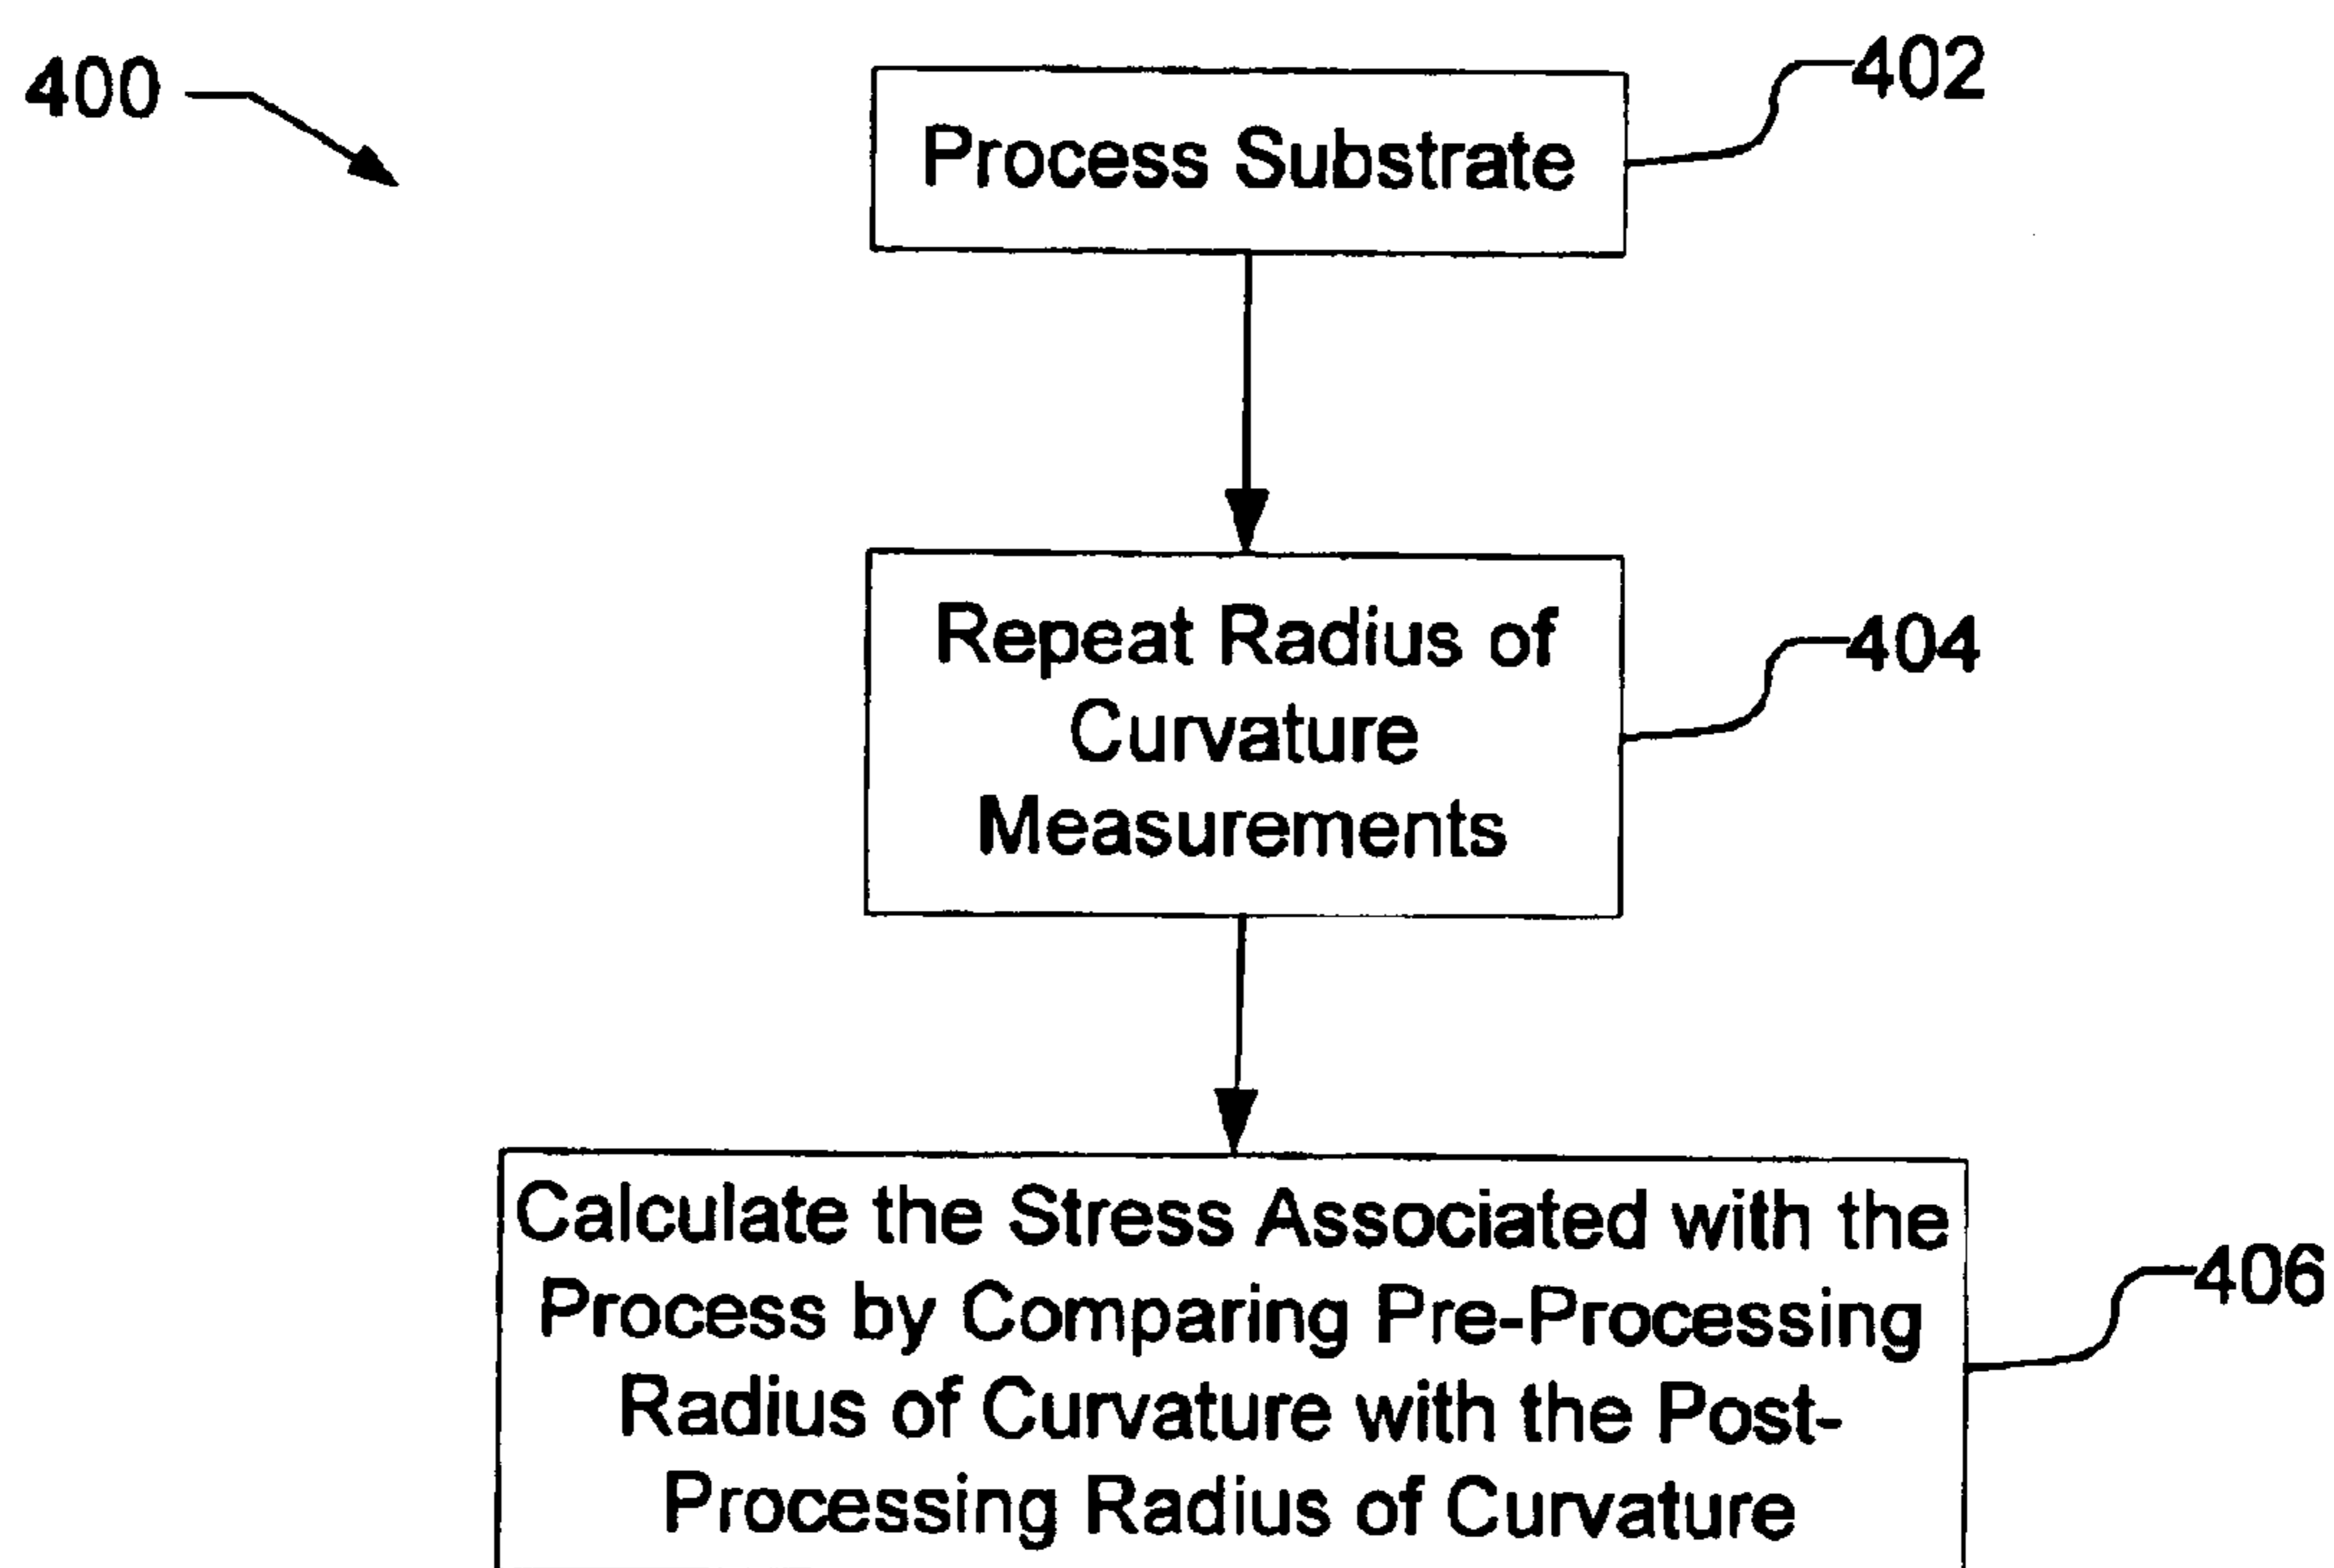 400
402
Process Substrate
Repeat Radius of
Curvature
Measurements
404
Calculate the Stress Associated with the
Process by Comparing Pre-Processing
Radius of Curvature with the Post-
Processing Radius of Curvature
406